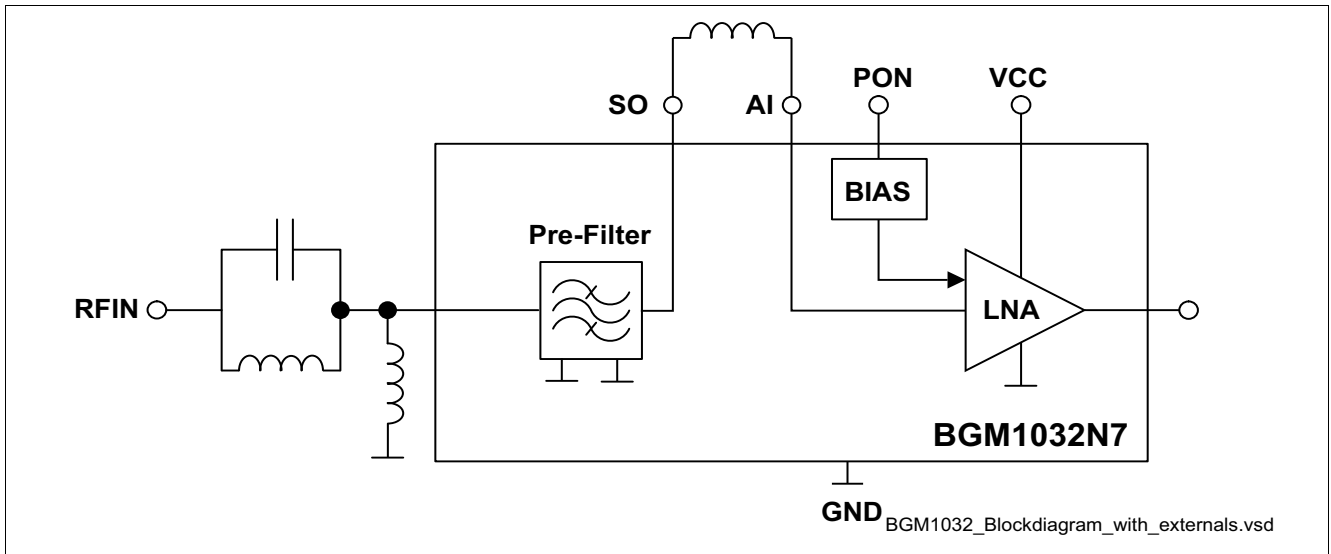 SO
AI
PON
VCC
BIAS
Pre-Filter
RFIN
LNA
BGM1032N7
GND
BGM1032_Blockdiagram_with_externals.vsd